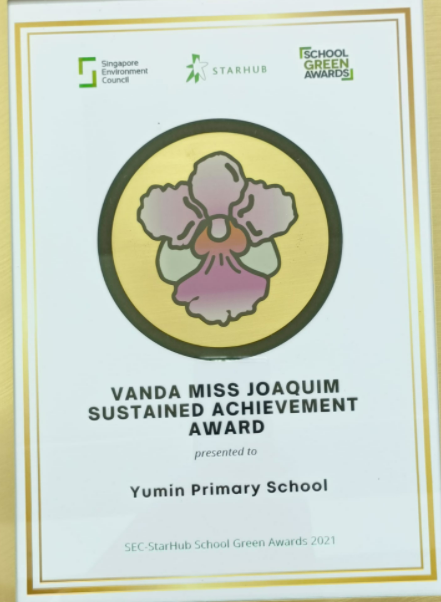 Singapore
Environment
Council
STARHUB
SCHOOL
GREEN
AWARDS
VANDA MISS JOAQUIM
SUSTAINED ACHIEVEMENT
AWARD
presented to
Yumin Primary School
SEC-StarHub School Green Awards 2021